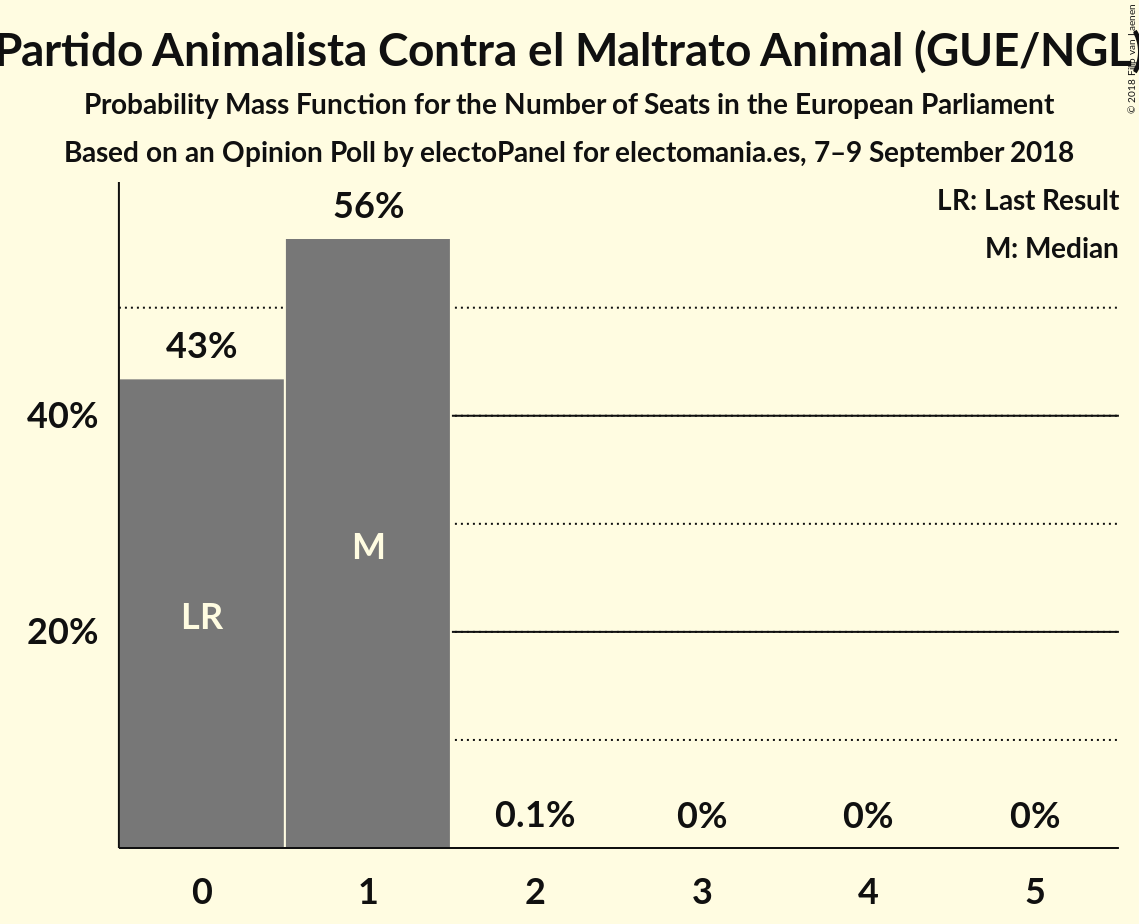 Partido Animalista Contra el Maltrato Animal (GUE/NGL)
© 2018 Filip van Laenen
Probability Mass Function for the Number of Seats in the European Parliament
Based on an Opinion Poll by electoPanel for electomania.es, 7–9 September 2018
LR: Last Result
M: Median
56%
43%
40%
M
LR
20%
0.1% 0% 0% 0%
0 1 2 3 4 5